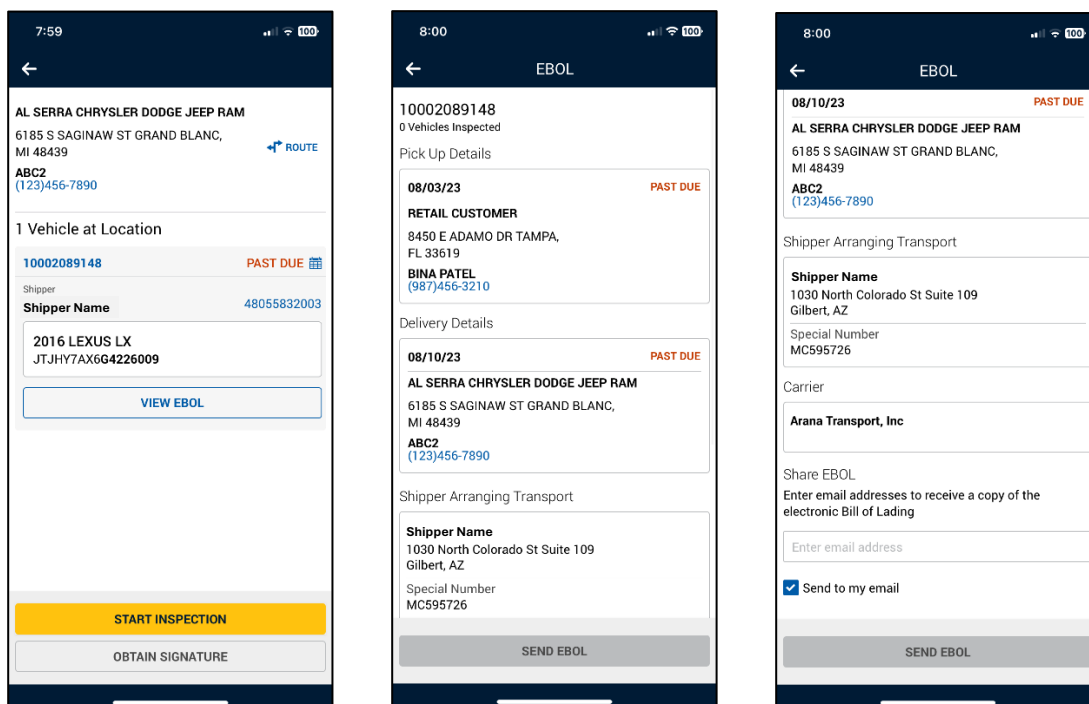 7:59
100
AL SERRA CHRYSLER DODGE JEEP RAM
6185 S SAGINAW ST GRAND BLANC,
MI 48439
ROUTE
ABC2
(123)456-7890
1 Vehicle at Location
10002089148
PAST DUE
Shipper
Shipper Name
48055832003
2016 LEXUS LX
JTJHY7AX6G4226009
VIEW EBOL
START INSPECTION
OBTAIN SIGNATURE
8:00
100
EBOL
10002089148
0 Vehicles Inspected
Pick Up Details
08/03/23
PAST DUE
RETAIL CUSTOMER
8450 E ADAMO DR TAMPA,
FL 33619
BINA PATEL
(987)456-3210
Delivery Details
08/10/23
PAST DUE
AL SERRA CHRYSLER DODGE JEEP RAM
6185 S SAGINAW ST GRAND BLANC,
MI 48439
ABC2
(123)456-7890
Shipper Arranging Transport
Shipper Name
1030 North Colorado St Suite 109
Gilbert, AZ
Special Number
MC595726
SEND EBOL
8:00
100
EBOL
08/10/23
PAST DUE
AL SERRA CHRYSLER DODGE JEEP RAM
6185 S SAGINAW ST GRAND BLANC,
MI 48439
ABC2
(123)456-7890
Shipper Arranging Transport
Shipper Name
1030 North Colorado St Suite 109
Gilbert, AZ
Special Number
MC595726
Carrier
Arana Transport, Inc
Share EBOL
Enter email addresses to receive a copy of the
electronic Bill of Lading
Enter email address
Send to my email
SEND EBOL